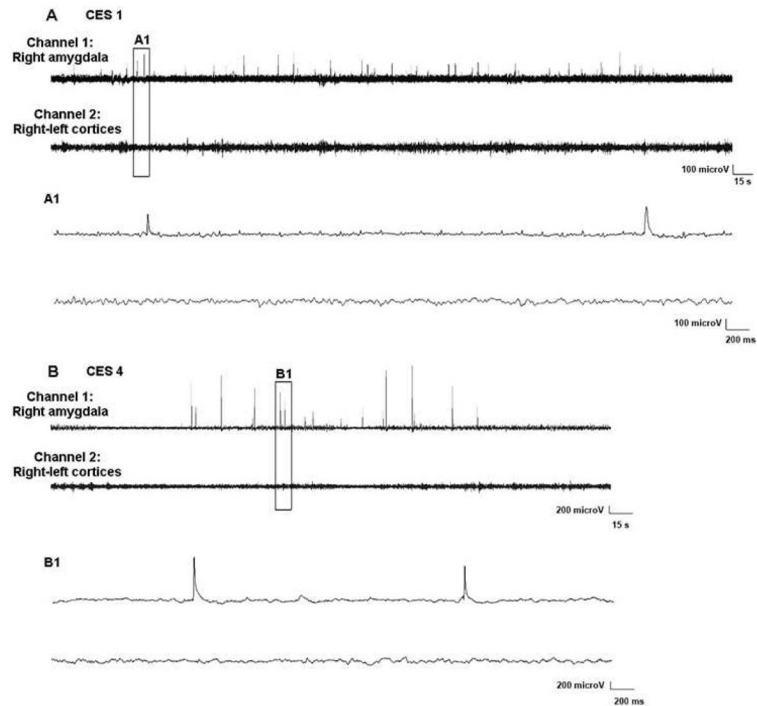 A CES 1
Channel 1: A1
Right amygdala
Channel 2:
Right-left cortices
100 microV
15 s
A1
100 microV
200 ms
B CES 4
B1
Channel 1:
Right amygdala
Channel 2:
Right-left cortices
200 microV
15 s
B1
200 microV
200 ms